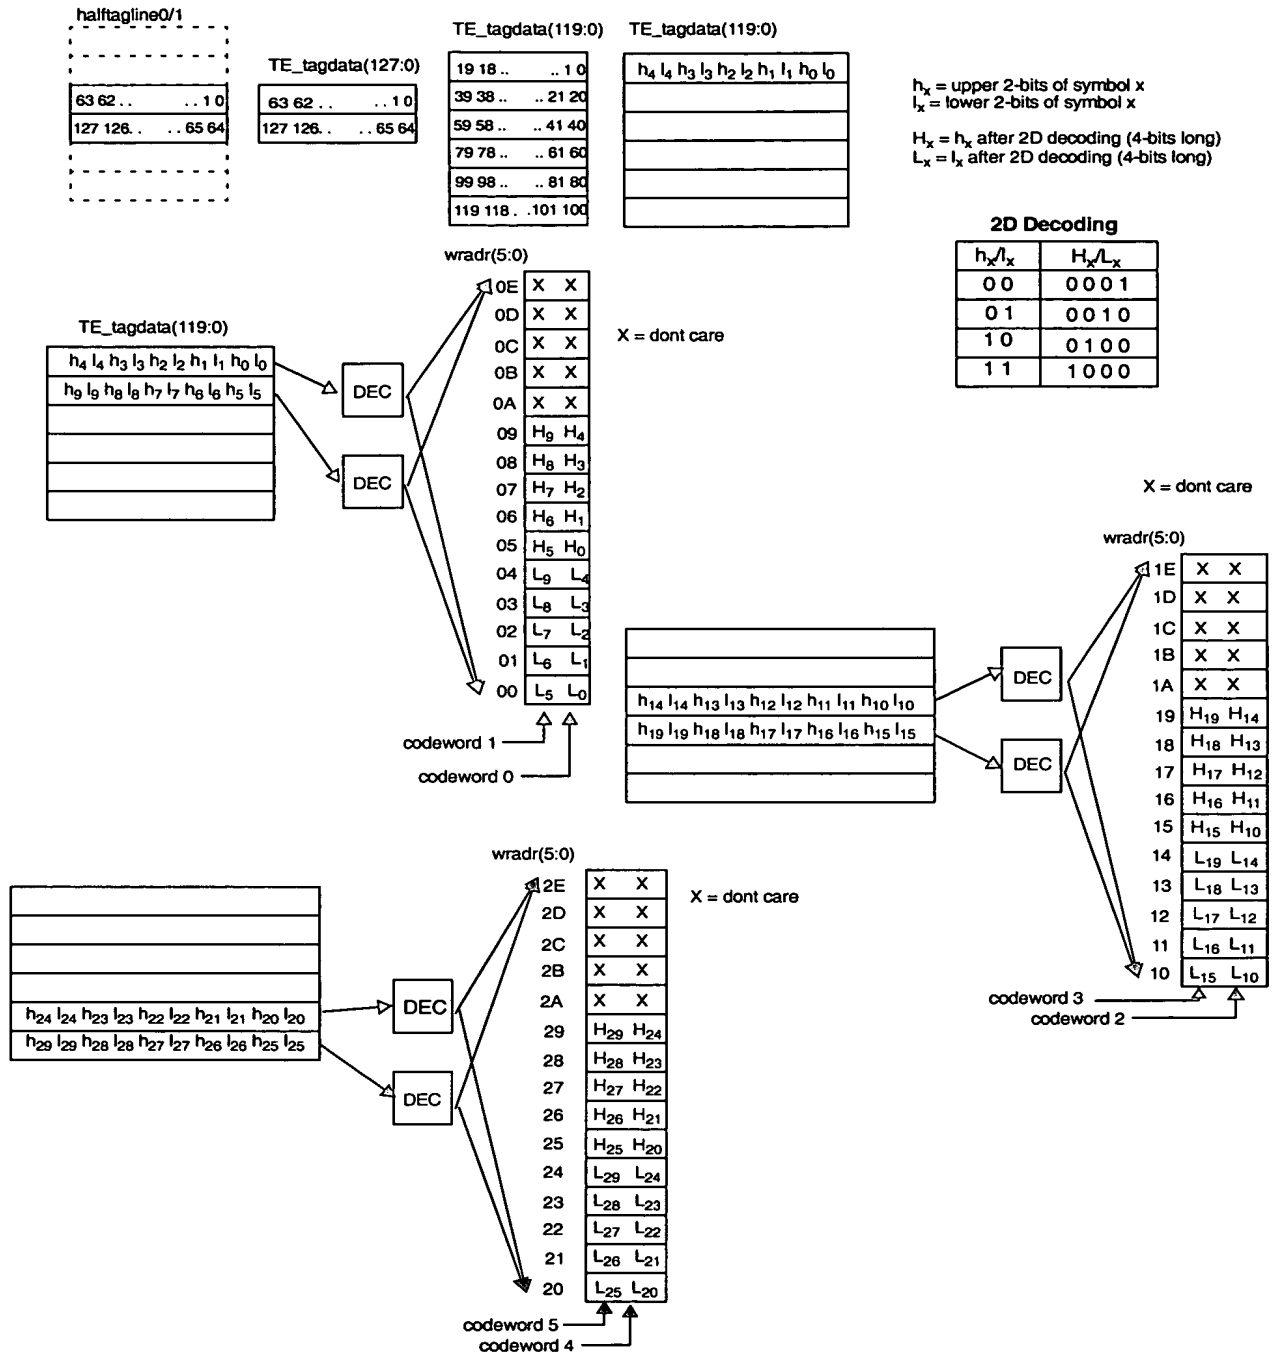 halftagline0/1
63 62 . . . . 1 0
127 126. . . . 65 64
TE_tagdata(127:0)
63 62 . . . . 1 0
127 126. . . . 65 64
TE_tagdata(119:0)
19 18 .. .. 1 0
39 38 .. .. 21 20
59 58 .. .. 41 40
79 78 .. .. 61 60
99 98 .. .. 81 80
119 118 . . 101 100
TE_tagdata(119:0)
h4 l4 h3 l3 h2 l2 h1 l1 h0 l0
hx = upper 2-bits of symbol x
lx = lower 2-bits of symbol x
Hx = hx after 2D decoding (4-bits long)
Lx = lx after 2D decoding (4-bits long)
2D Decoding
hx/lx Hx/Lx
0 0 0 0 0 1
0 1 0 0 1 0
1 0 0 1 0 0
1 1 1 0 0 0
TE_tagdata(119:0)
h4 l4 h3 l3 h2 l2 h1 l1 h0 l0
h9 l9 h8 l8 h7 l7 h6 l6 h5 l5
DEC
DEC
wradr(5:0)
0E X X
0D X X
0C X X
0B X X
0A X X
09 H9 H4
08 H8 H3
07 H7 H2
06 H6 H1
05 H5 H0
04 L9 L4
03 L8 L3
02 L7 L2
01 L6 L1
00 L5 L0
codeword 1
codeword 0
X = dont care
h14 l14 h13 l13 h12 l12 h11 l11 h10 l10
h19 l19 h18 l18 h17 l17 h16 l16 h15 l15
DEC
DEC
X = dont care
wradr(5:0)
1E X X
1D X X
1C X X
1B X X
1A X X
19 H19 H14
18 H18 H13
17 H17 H12
16 H16 H11
15 H15 H10
14 L19 L14
13 L18 L13
12 L17 L12
11 L16 L11
10 L15 L10
codeword 3
codeword 2
h24 l24 h23 l23 h22 l22 h21 l21 h20 l20
h29 l29 h28 l28 h27 l27 h26 l26 h25 l25
DEC
DEC
wradr(5:0)
2E X X
2D X X
2C X X
2B X X
2A X X
29 H29 H24
28 H28 H23
27 H27 H22
26 H26 H21
25 H25 H20
24 L29 L24
23 L28 L23
22 L27 L22
21 L26 L21
20 L25 L20
codeword 5
codeword 4
X = dont care